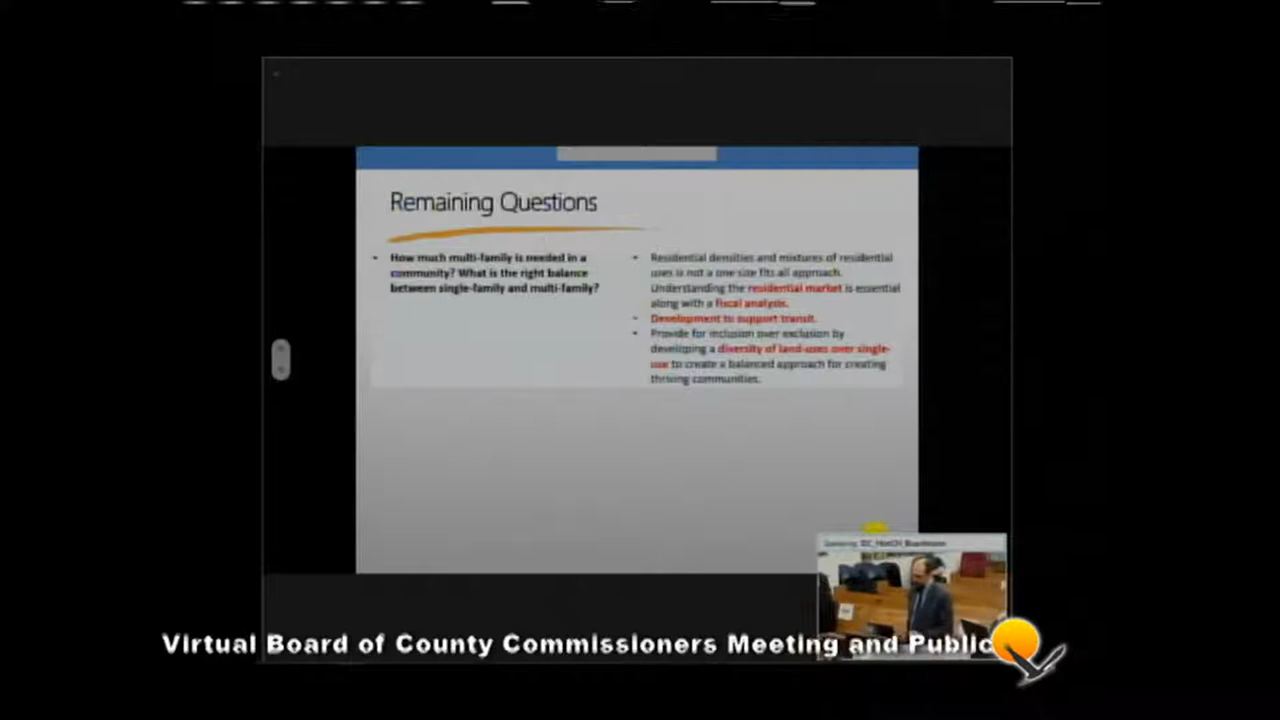 Remaining Questions
• How much multi-family is needed in a
community? What is the right balance
between single-family and multi-family?
• Residential densities and mixtures of residential
uses is not a one size fits all approach.
Understanding the residential market is essential
along with a fiscal analysis.
• Development to support transit.
• Provide for inclusion over exclusion by
developing a diversity of land-uses over single-
use to create a balanced approach for creating
thriving communities.
Virtual Board of County Commissioners Meeting and Public